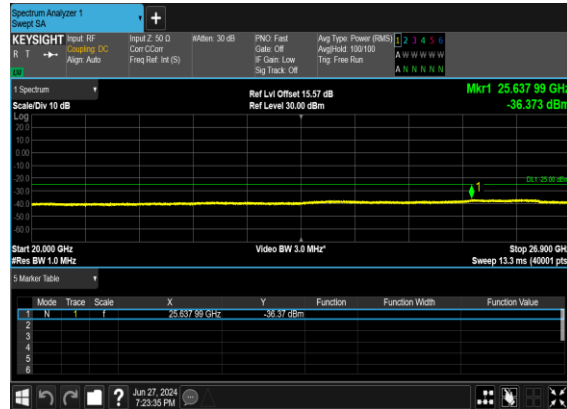 Spectrum Analyzer 1
Swept SA
+
KEYSIGHT Input: RF Input Z: 50 Ω #Atten: 30 dB PNO: Fast Avg Type: Power (RMS) 1 2 3 4 5 6
R T Coupling: DC Corr CCorr Gate: Off Avg|Hold: 100/100 A W W W W W
Align: Auto Freq Ref: Int (S) IF Gain: Low Trig: Free Run
Sig Track: Off A N N N N N
1 Spectrum Ref Lvl Offset 15.57 dB Mkr1 25.637 99 GHz
Scale/Div 10 dB Ref Level 30.00 dBm -36.373 dBm
Log
20.0
10.0
0.00
-10.0
-20.0 DL1 -25.00 dBm
-30.0 1
-40.0
-50.0
-60.0
Start 20.000 GHz Video BW 3.0 MHz* Stop 26.900 GHz
#Res BW 1.0 MHz Sweep 13.3 ms (40001 pts)
5 Marker Table
Mode Trace Scale X Y Function Function Width Function Value
1 N 1 f 25.637 99 GHz -36.37 dBm
2
3
4
5
6
? Jun 27, 2024
7:23:35 PM